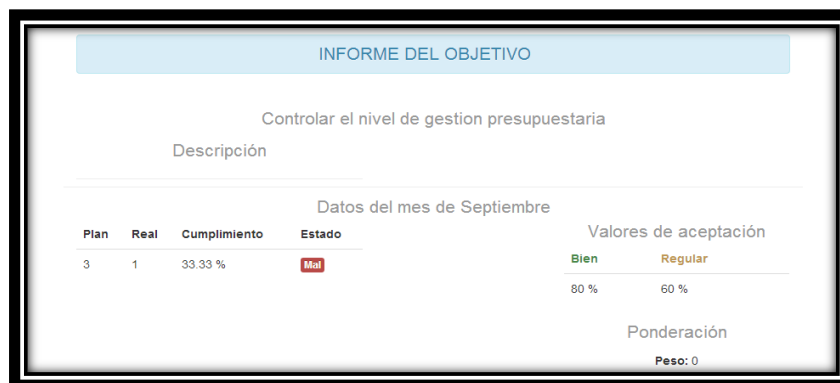 INFORME DEL OBJETIVO
Controlar el nivel de gestion presupuestaria
Descripción
Datos del mes de Septiembre
Plan Real Cumplimiento Estado
3 1 33.33 % Mal
Valores de aceptación
Bien Regular
80 % 60 %
Ponderación
Peso: 0